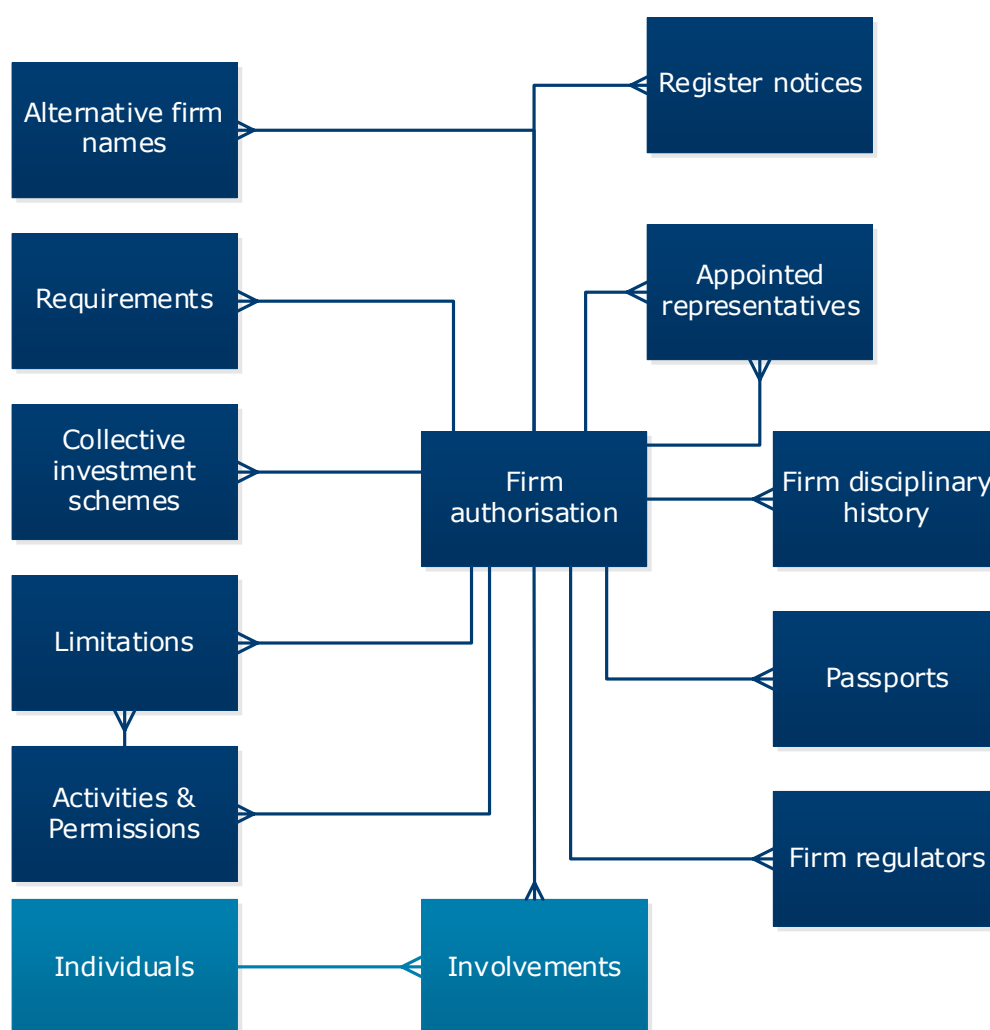 Register notices
Alternative firm
names
Appointed
representatives
Requirements
Collective
investment
schemes
Firm
authorisation
Firm disciplinary
history
Limitations
Passports
Activities &
Permissions
Firm regulators
Individuals
Involvements